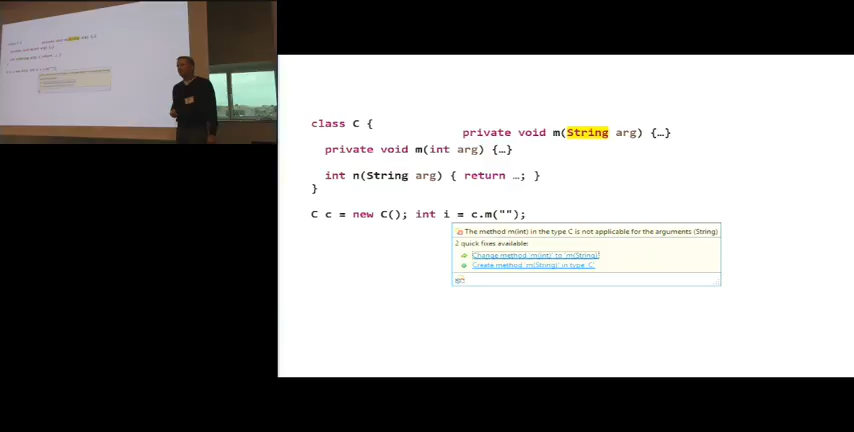 class C {
private void m(String arg) {…}
private void m(int arg) {…}
int n(String arg) { return …; }
}
C c = new C(); int i = c.m("");
The method m(int) in the type C is not applicable for the arguments (String)
2 quick fixes available:
Change method 'm(int)' to 'm(String)'
Create method 'm(String)' in type 'C'